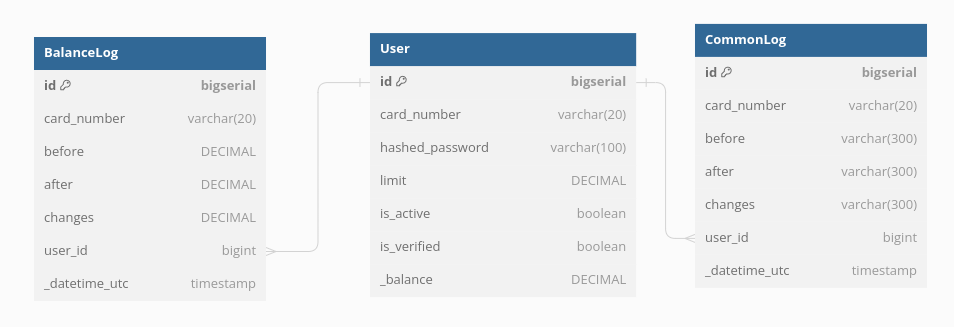 BalanceLog
id bigserial
card_number varchar(20)
before DECIMAL
after DECIMAL
changes DECIMAL
user_id bigint
_datetime_utc timestamp
User
id bigserial
card_number varchar(20)
hashed_password varchar(100)
limit DECIMAL
is_active boolean
is_verified boolean
_balance DECIMAL
CommonLog
id bigserial
card_number varchar(20)
before varchar(300)
after varchar(300)
changes varchar(300)
user_id bigint
_datetime_utc timestamp